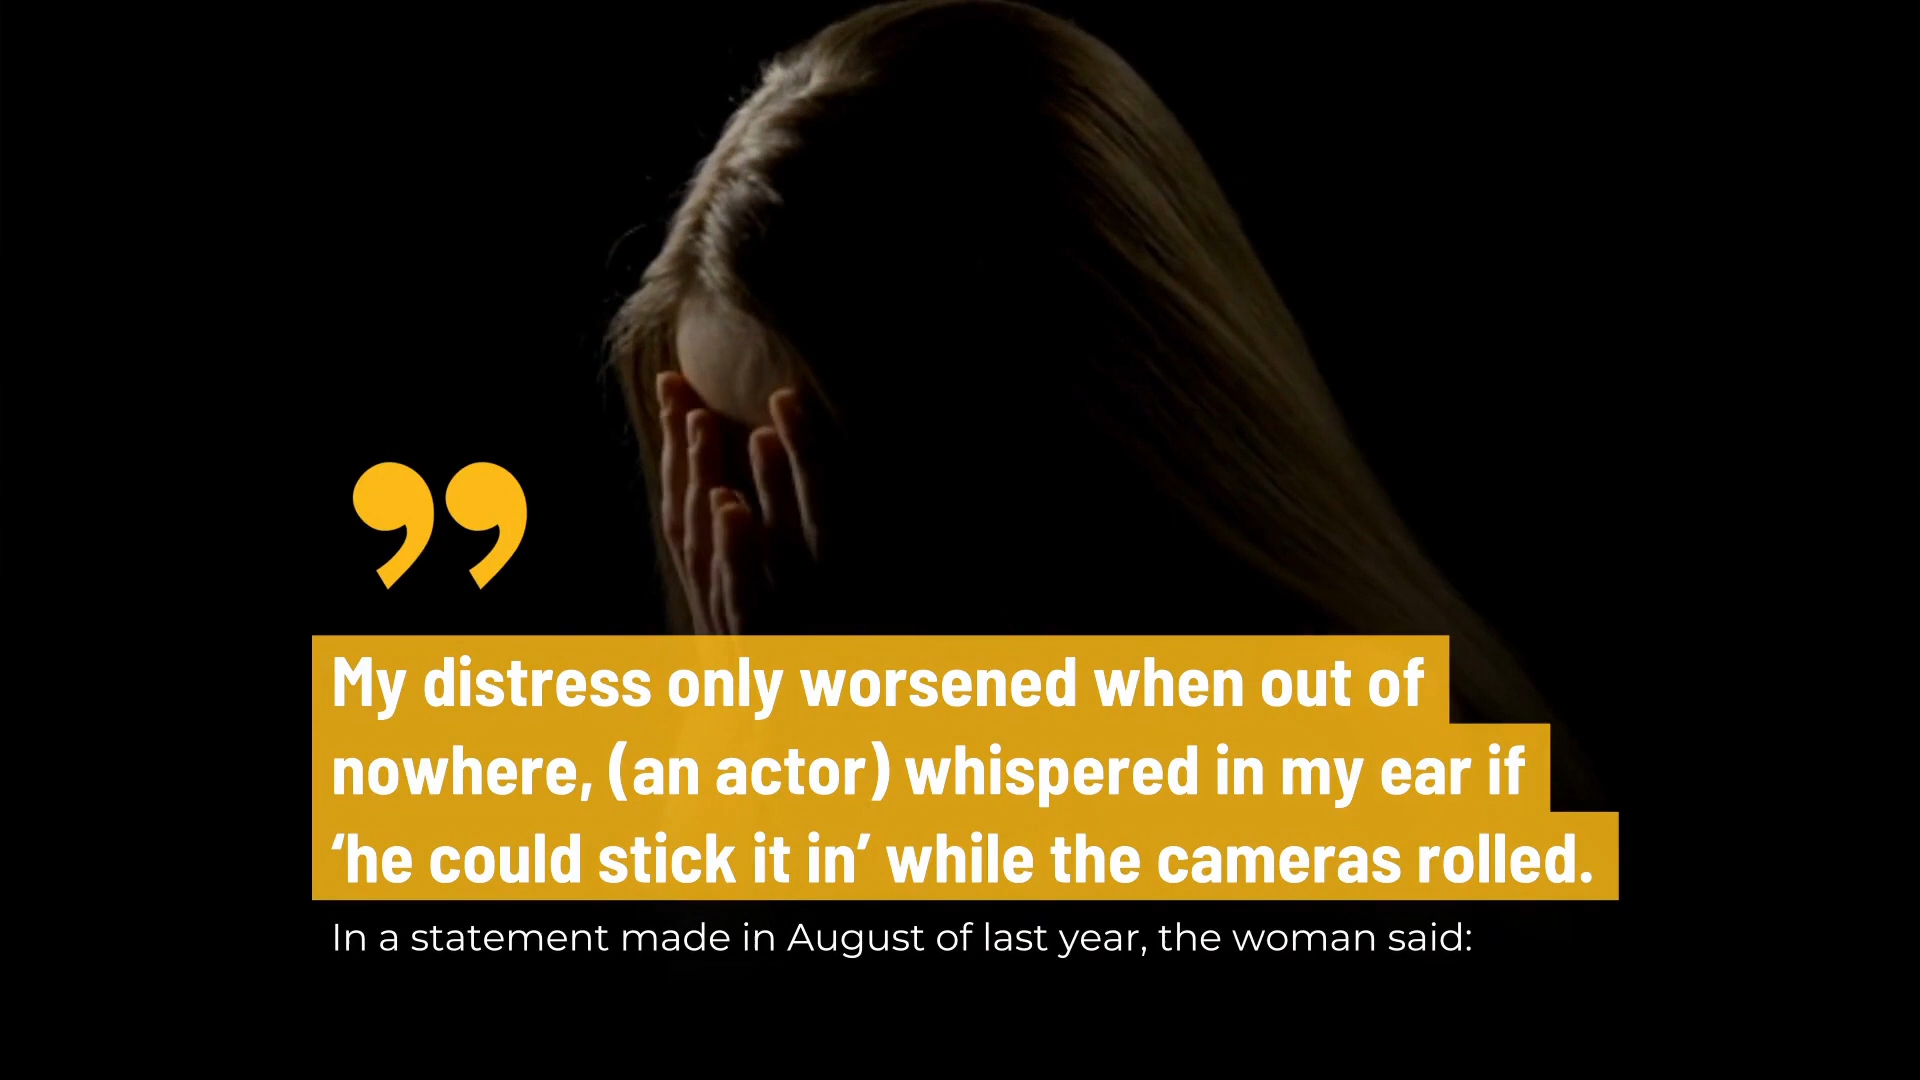 ”
My distress only worsened when out of
nowhere, (an actor) whispered in my ear if
‘he could stick it in’ while the cameras rolled.
In a statement made in August of last year, the woman said: